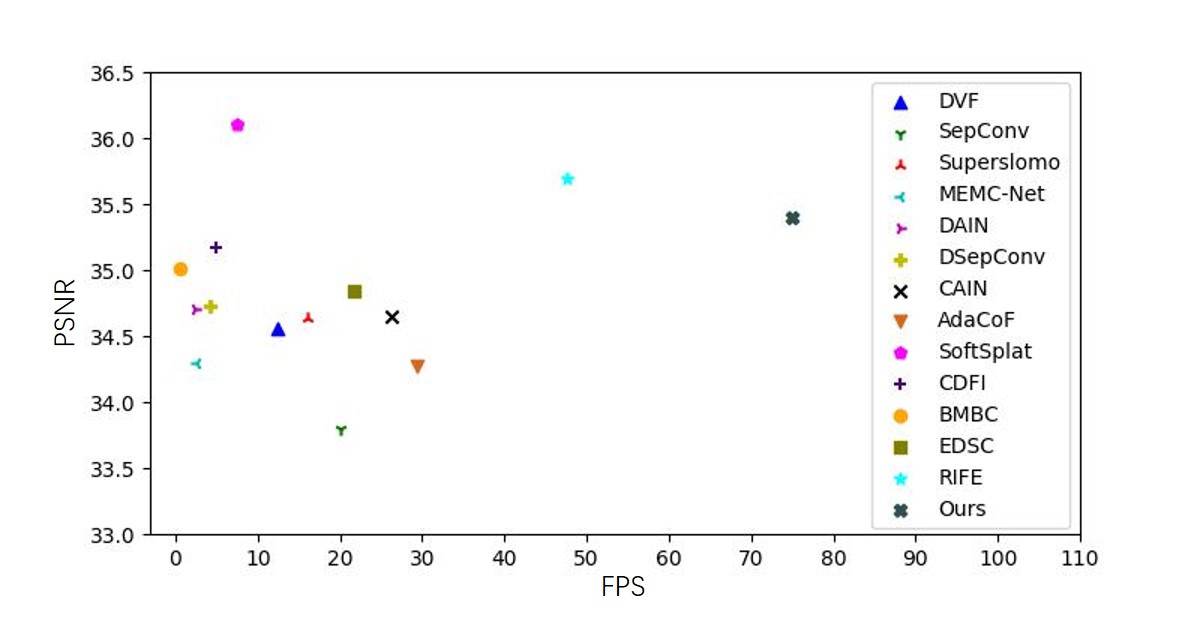 36.5
36.0
35.5
35.0
34.5
34.0
33.5
33.0
PSNR
0 10 20 30 40 50 60 70 80 90 100 110
FPS
DVF
SepConv
Superslomo
MEMC-Net
DAIN
DSepConv
CAIN
AdaCoF
SoftSplat
CDFI
BMBC
EDSC
RIFE
Ours